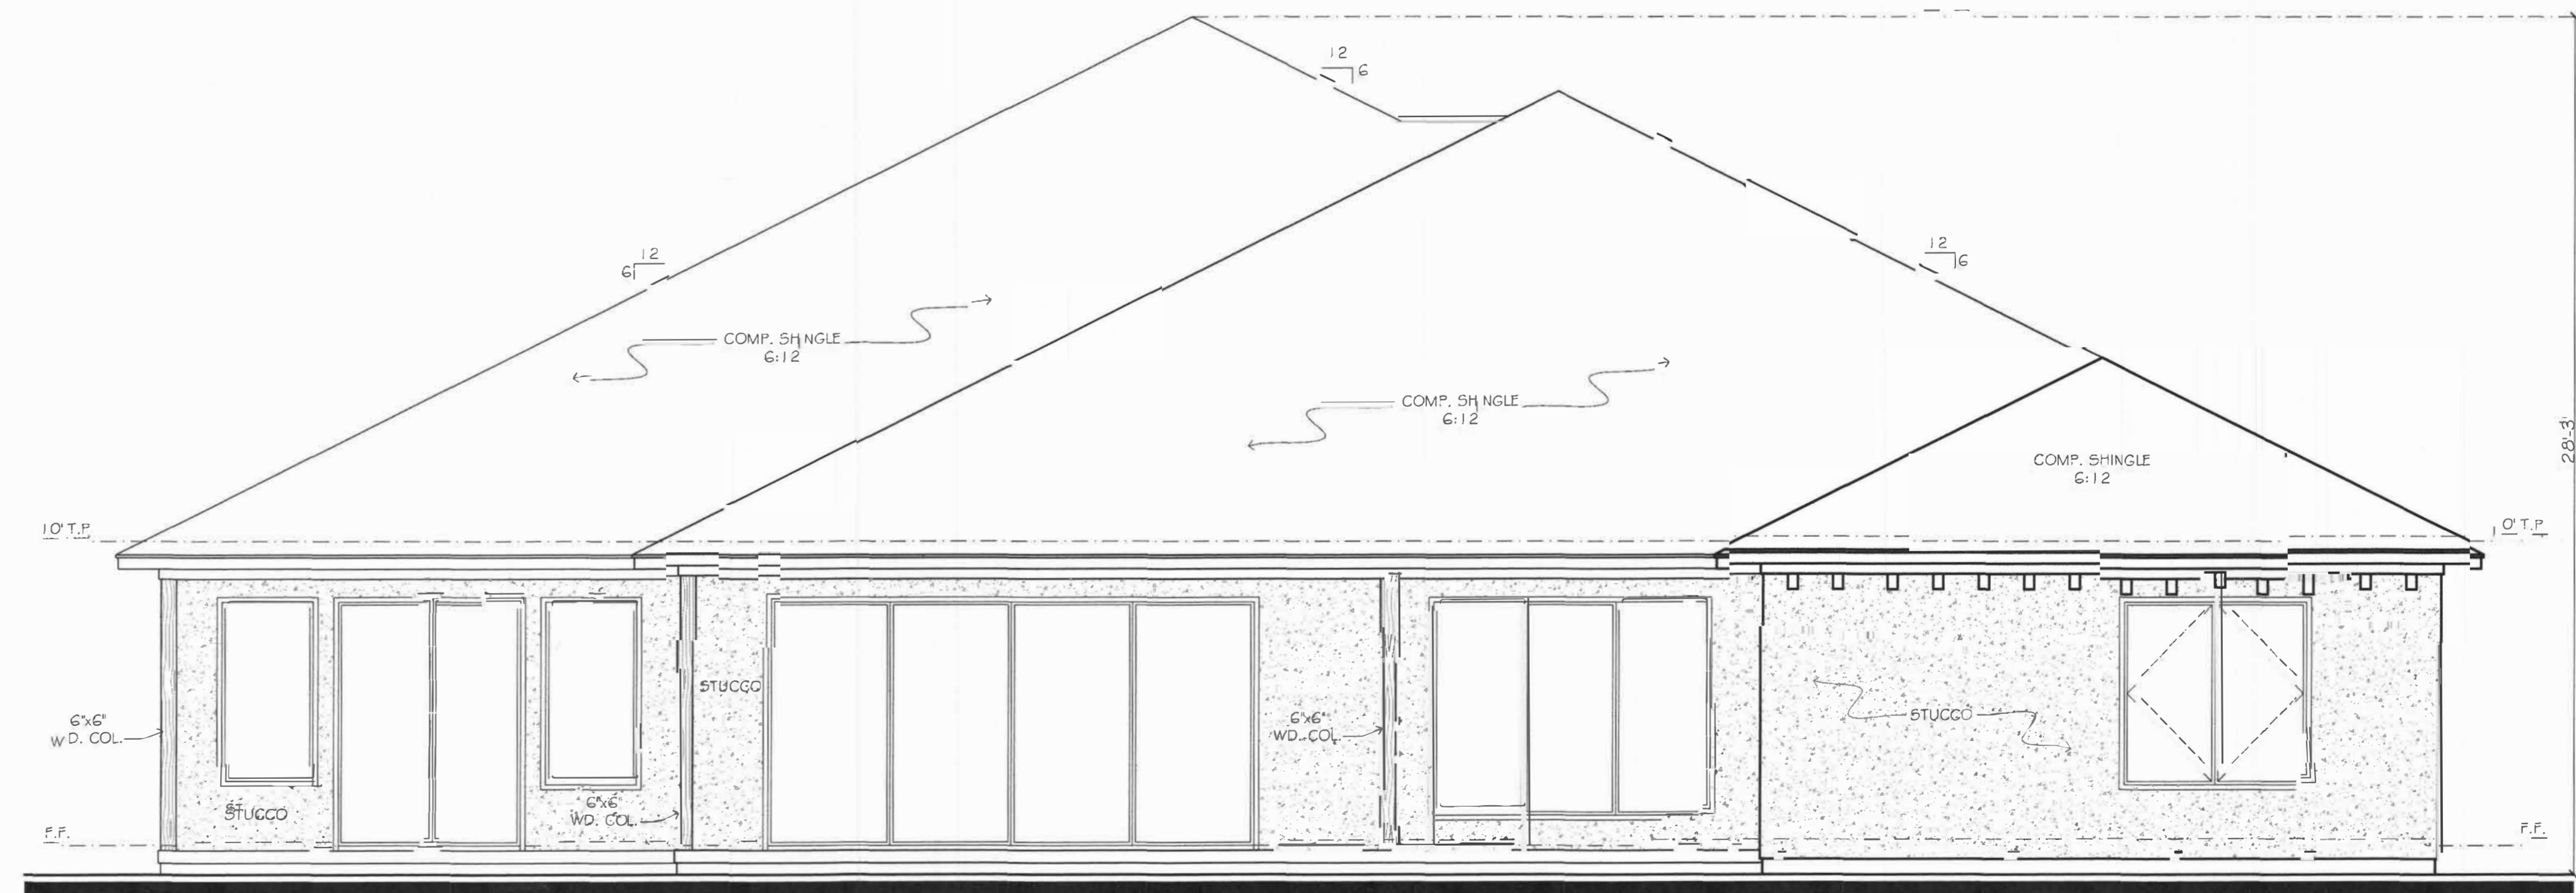 12
6
12
6
12
6
COMP. SHINGLE
6:12
COMP. SHINGLE
6:12
COMP. SHINGLE
6:12
28'-3"
10' T.P.
10' T.P.
STUCCO
6"x6"
WD. COL.
6"x6"
WD. COL.
STUCCO
STUCCO
6"x6"
WD. COL.
F.F.
F.F.